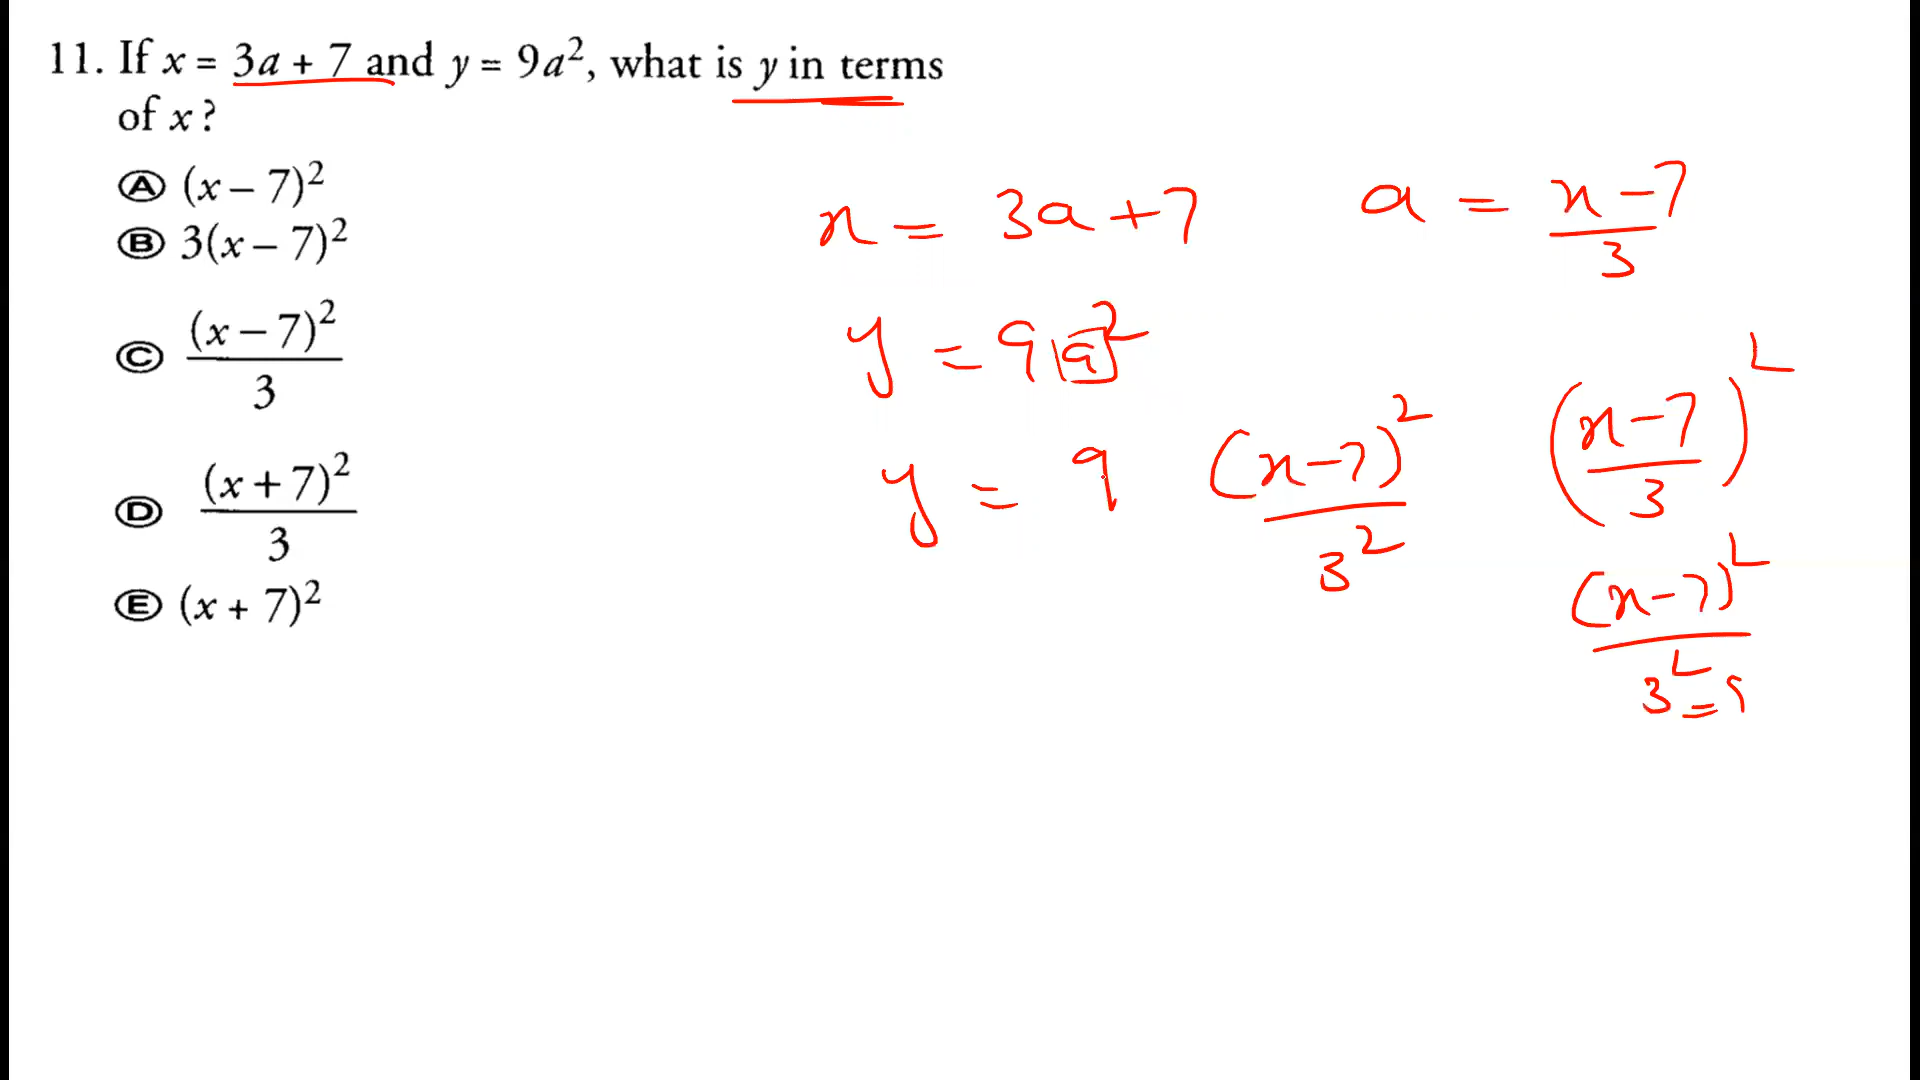 11. If x = 3a + 7 and y = 9a², what is y in terms
of x?
Ⓐ (x – 7)²
Ⓑ 3(x – 7)²
Ⓒ (x – 7)²/3
Ⓓ (x + 7)²/3
Ⓔ (x + 7)²
x = 3a + 7
a = x – 7/3
y = 9a²
y = 9 (x – 7)²/3²
(x – 7/3)²
(x – 7)²/3² = 9